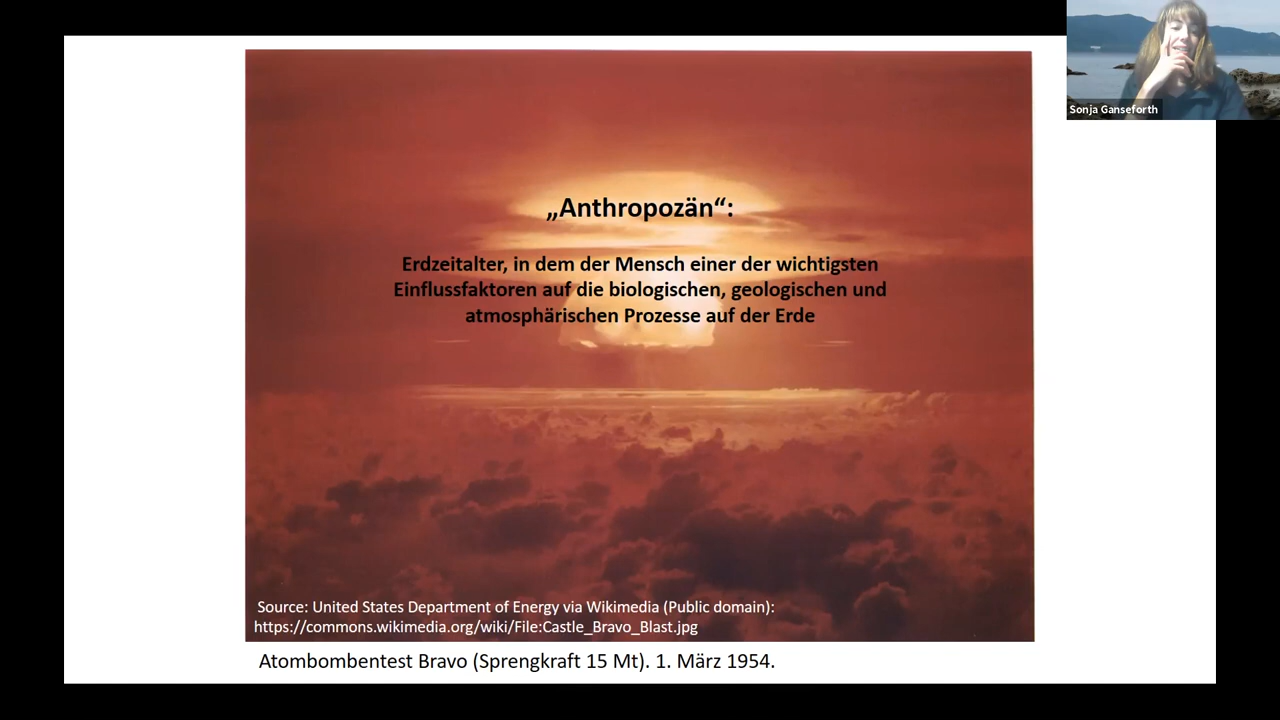 Sonja Ganseforth
„Anthropozän“:
Erdzeitalter, in dem der Mensch einer der wichtigsten
Einflussfaktoren auf die biologischen, geologischen und
atmosphärischen Prozesse auf der Erde
Source: United States Department of Energy via Wikimedia (Public domain):
https://commons.wikimedia.org/wiki/File:Castle_Bravo_Blast.jpg
Atombombentest Bravo (Sprengkraft 15 Mt). 1. März 1954.